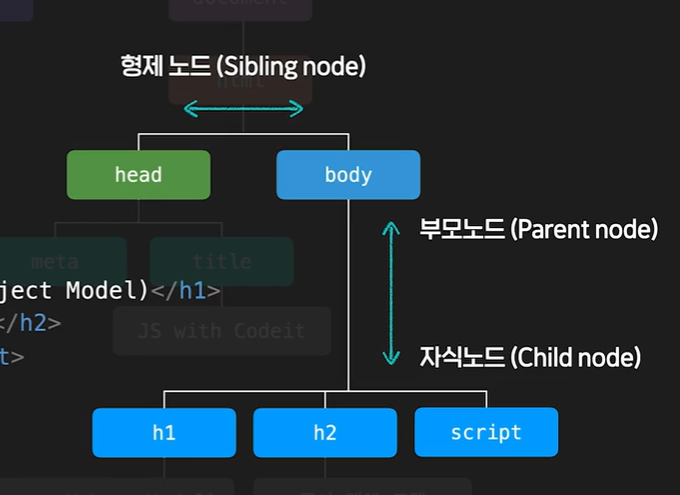 document
형제 노드 (Sibling node)
html
head
body
부모노드 (Parent node)
meta
title
ject Model)</h1>
</h2>
JS with Codeit
t>
자식노드 (Child node)
h1
h2
script